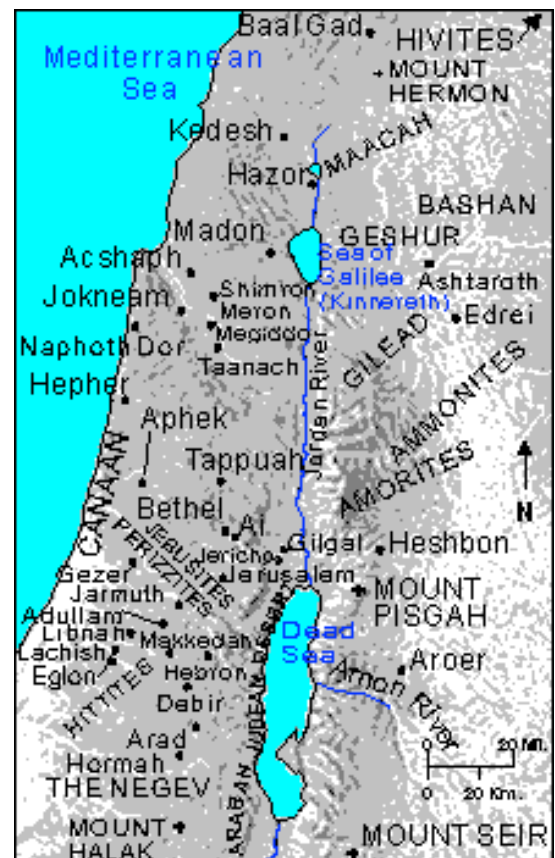 Baal Gad
HIVITES
Mediterranean
Sea
MOUNT
HERMON
Kedesh
MAACAH
Hazor
BASHAN
Madon
GESHUR
Acshaph
Sea of
Galilee
(Kinnereth)
Ashtaroth
Jokneam
Shimron
Meron
Edrei
Megiddo
Naphoth Dor
GILEAD
Taanach
Jordan River
Hepher
AMMONITES
Aphek
AMORITES
Tappuah
CANAAN
N
Bethel
Ai
JEBUSITES
PERIZZITES
Gilgal
Heshbon
Jericho
Gezer
Jerusalem
Jarmuth
MOUNT
PISGAH
Adullam
Libnah
Makkedah
Dead
Sea
Lachish
Eglon
Hebron
Aroer
Arnon River
HITTITES
Debir
JUDEAN DESERT
Arad
0 20 Mi.
Hormah
THE NEGEV
0 20 Km.
ARABAH
MOUNT
HALAK
MOUNT SEIR